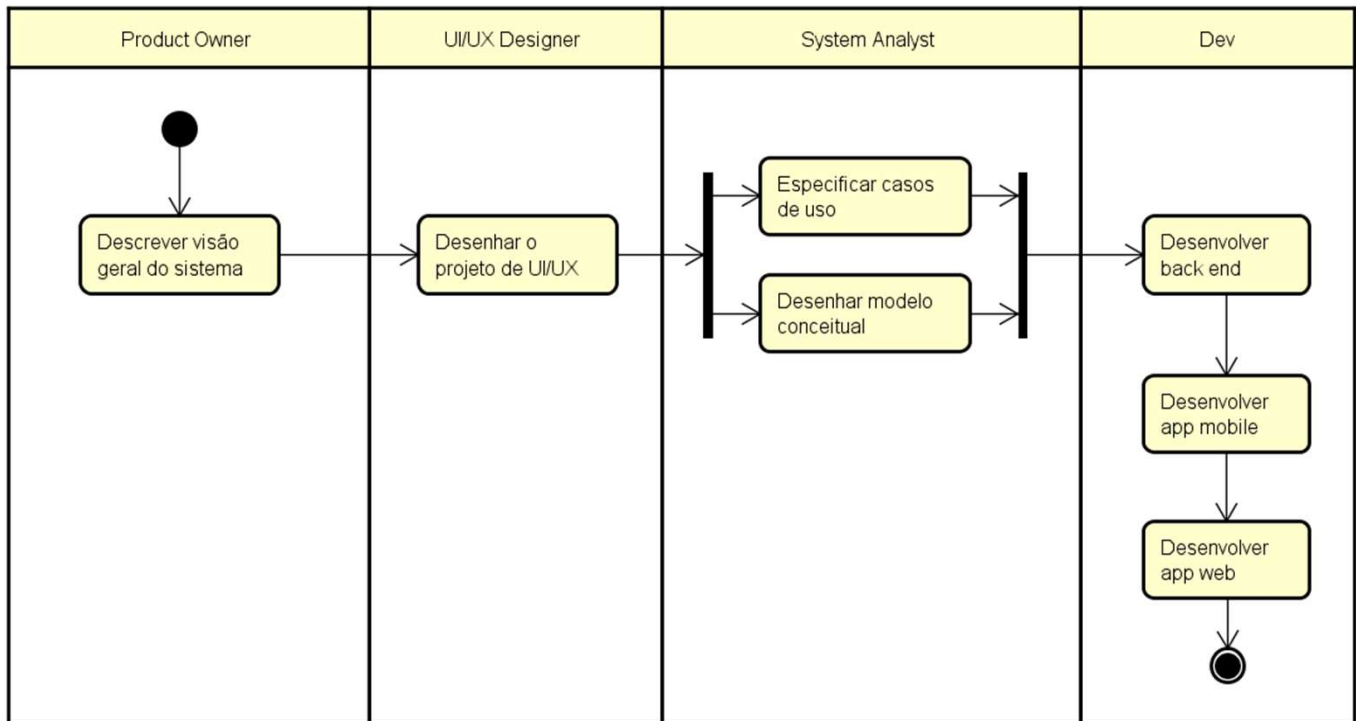 Product Owner
UI/UX Designer
System Analyst
Dev
Descrever visão
geral do sistema
Desenhar o
projeto de UI/UX
Especificar casos
de uso
Desenhar modelo
conceitual
Desenvolver
back end
Desenvolver
app mobile
Desenvolver
app web